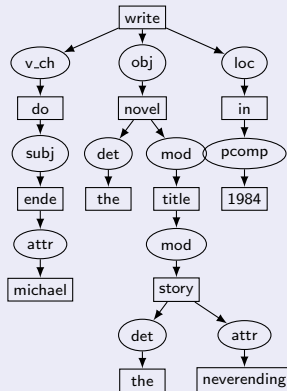 write
v_ch obj loc
do novel in
subj det mod pcomp
ende the title 1984
attr mod
michael story
det attr
the neverending